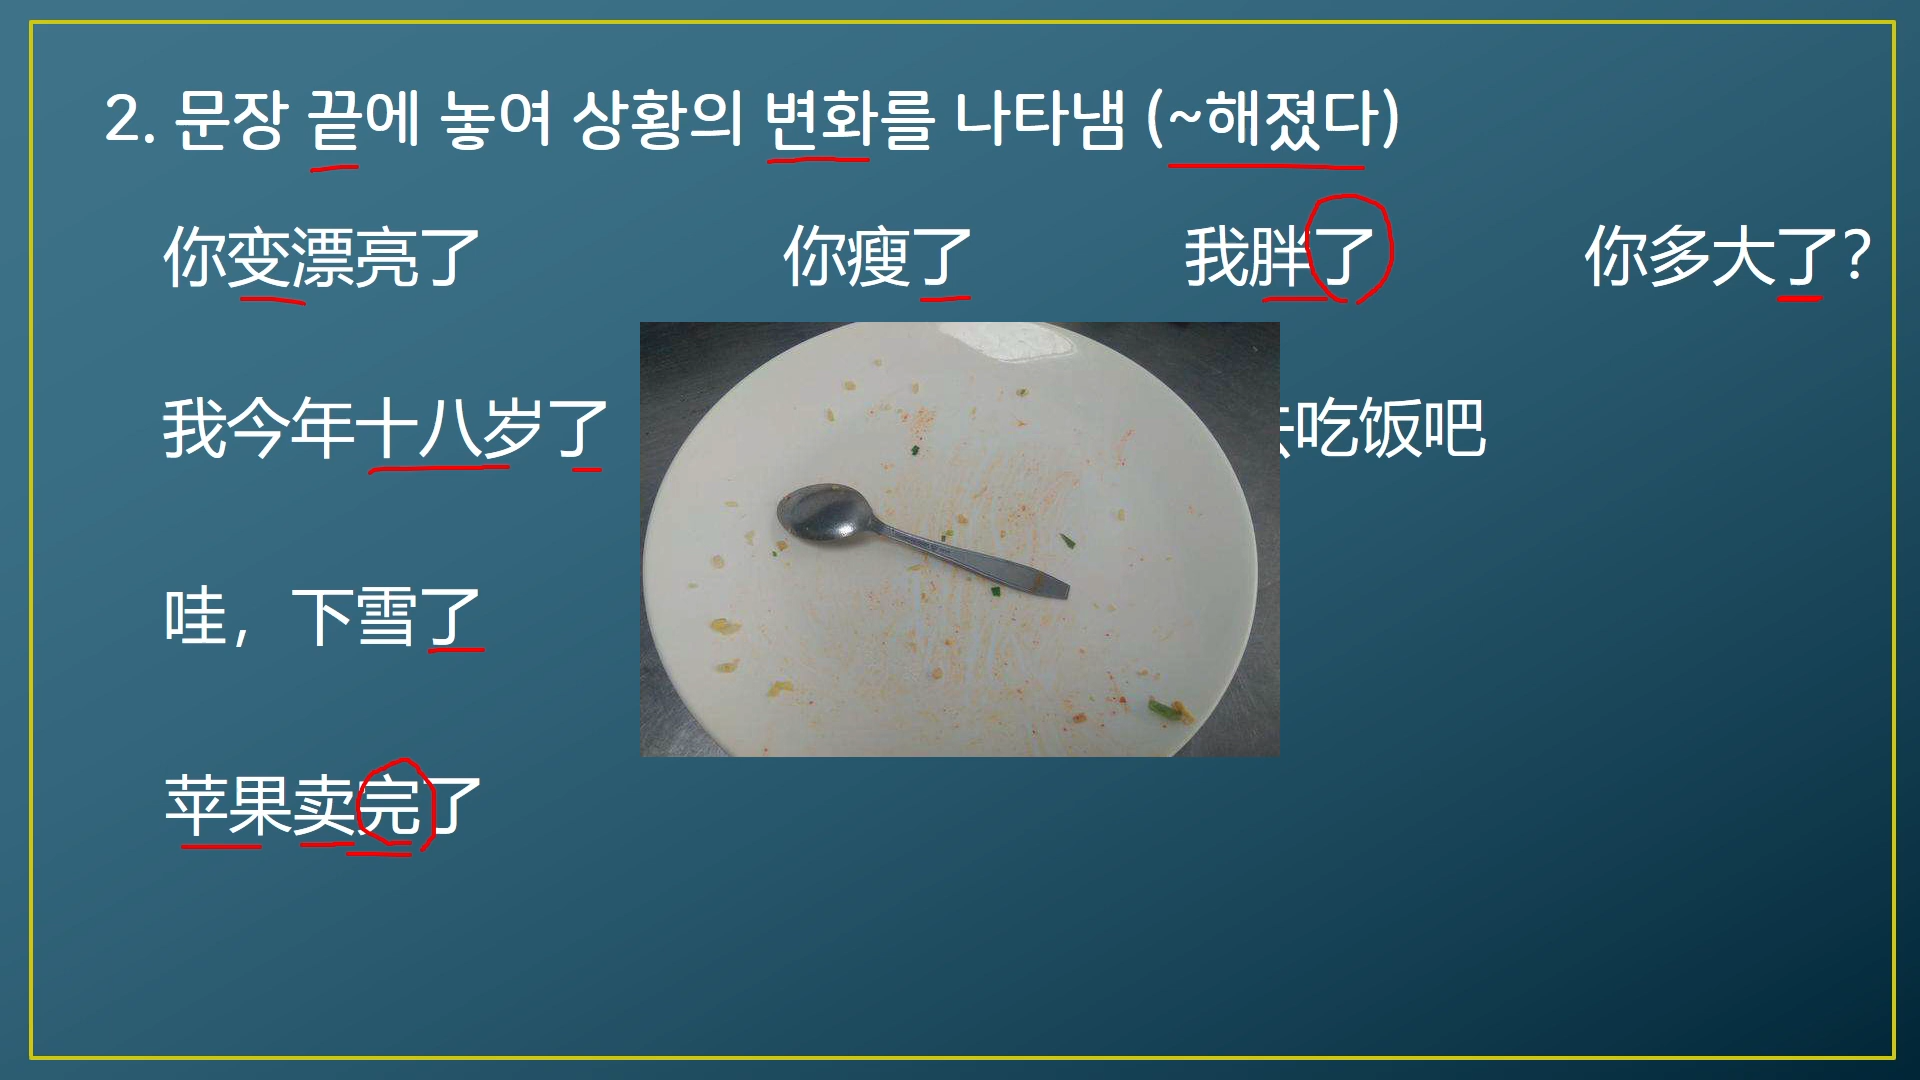 2. 문장 끝에 놓여 상황의 변화를 나타냄 (~해졌다)
你变漂亮了 你瘦了 我胖了 你多大了?
我今年十八岁了 吃饭吧
哇，下雪了
苹果卖完了